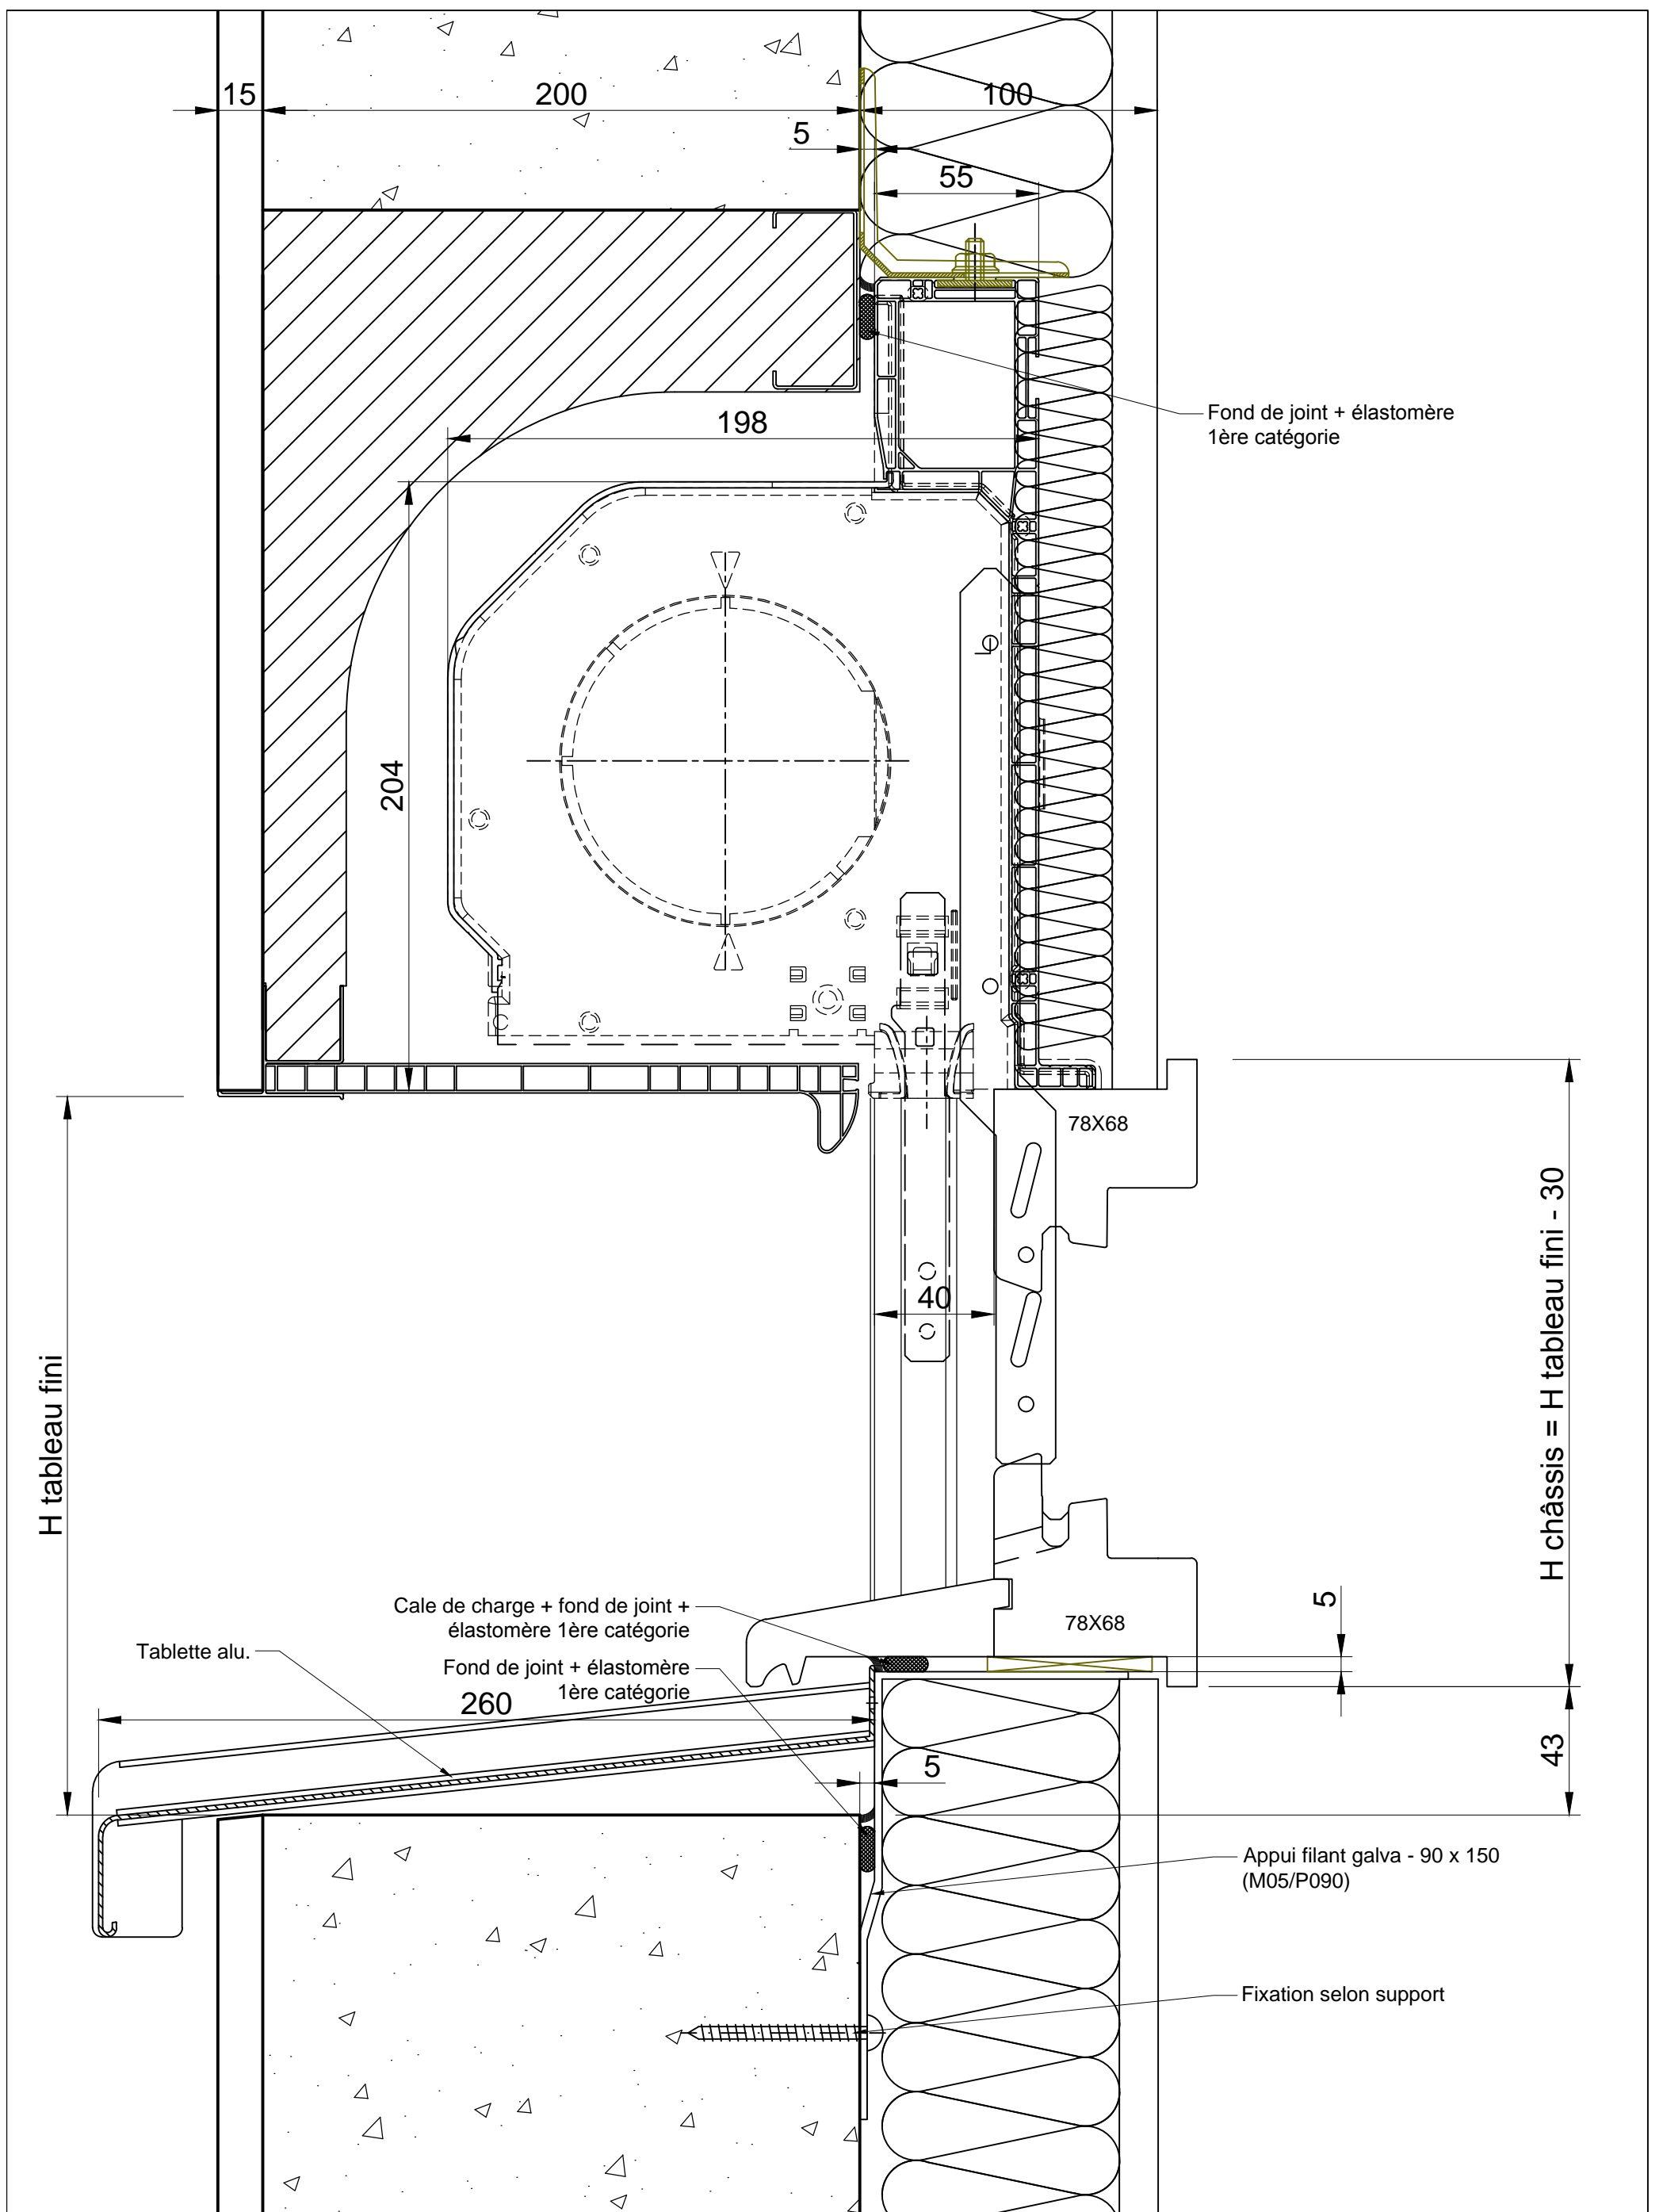 15
200
100
5
55
198
Fond de joint + élastomère
1ère catégorie
204
78X68
40
H tableau fini
H châssis = H tableau fini - 30
Cale de charge + fond de joint +
élastomère 1ère catégorie
5
78X68
Tablette alu.
Fond de joint + élastomère
1ère catégorie
260
43
5
Appui filant galva - 90 x 150
(M05/P090)
Fixation selon support